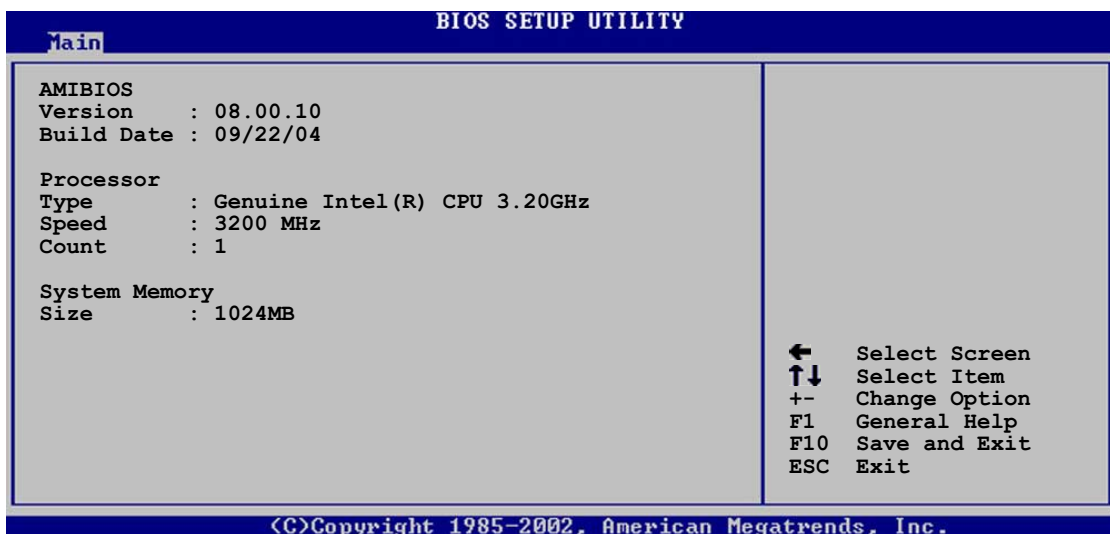 BIOS SETUP UTILITY
Main
AMIBIOS
Version : 08.00.10
Build Date : 09/22/04
Processor
Type : Genuine Intel(R) CPU 3.20GHz
Speed : 3200 MHz
Count : 1
System Memory
Size : 1024MB
← Select Screen
↑↓ Select Item
+- Change Option
F1 General Help
F10 Save and Exit
ESC Exit
(C)Copyright 1985-2002, American Megatrends, Inc.